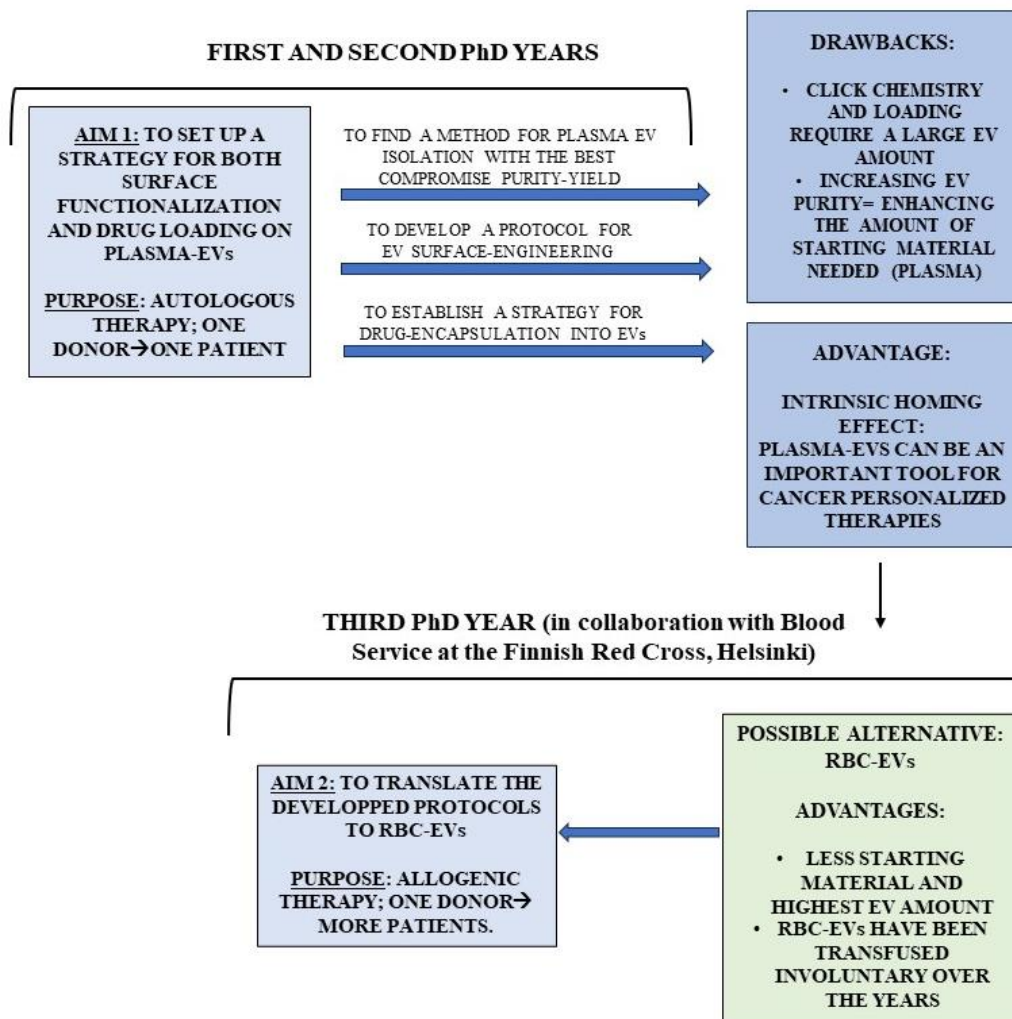 FIRST AND SECOND PhD YEARS
AIM 1: TO SET UP A
STRATEGY FOR BOTH
SURFACE
FUNCTIONALIZATION
AND DRUG LOADING ON
PLASMA-EVs
PURPOSE: AUTOLOGOUS
THERAPY; ONE
DONOR→ONE PATIENT
TO FIND A METHOD FOR PLASMA EV
ISOLATION WITH THE BEST
COMPROMISE PURITY-YIELD
TO DEVELOP A PROTOCOL FOR
EV SURFACE-ENGINEERING
TO ESTABLISH A STRATEGY FOR
DRUG-ENCAPSULATION INTO EVs
DRAWBACKS:
• CLICK CHEMISTRY
AND LOADING
REQUIRE A LARGE EV
AMOUNT
• INCREASING EV
PURITY= ENHANCING
THE AMOUNT OF
STARTING MATERIAL
NEEDED (PLASMA)
ADVANTAGE:
INTRINSIC HOMING
EFFECT:
PLASMA-EVS CAN BE AN
IMPORTANT TOOL FOR
CANCER PERSONALIZED
THERAPIES
THIRD PhD YEAR (in collaboration with Blood
Service at the Finnish Red Cross, Helsinki)
AIM 2: TO TRANSLATE THE
DEVELOPPED PROTOCOLS
TO RBC-EVs
PURPOSE: ALLOGENIC
THERAPY; ONE DONOR→
MORE PATIENTS.
POSSIBLE ALTERNATIVE:
RBC-EVs
ADVANTAGES:
• LESS STARTING
MATERIAL AND
HIGHEST EV AMOUNT
• RBC-EVs HAVE BEEN
TRANSFUSED
INVOLUNTARY OVER
THE YEARS